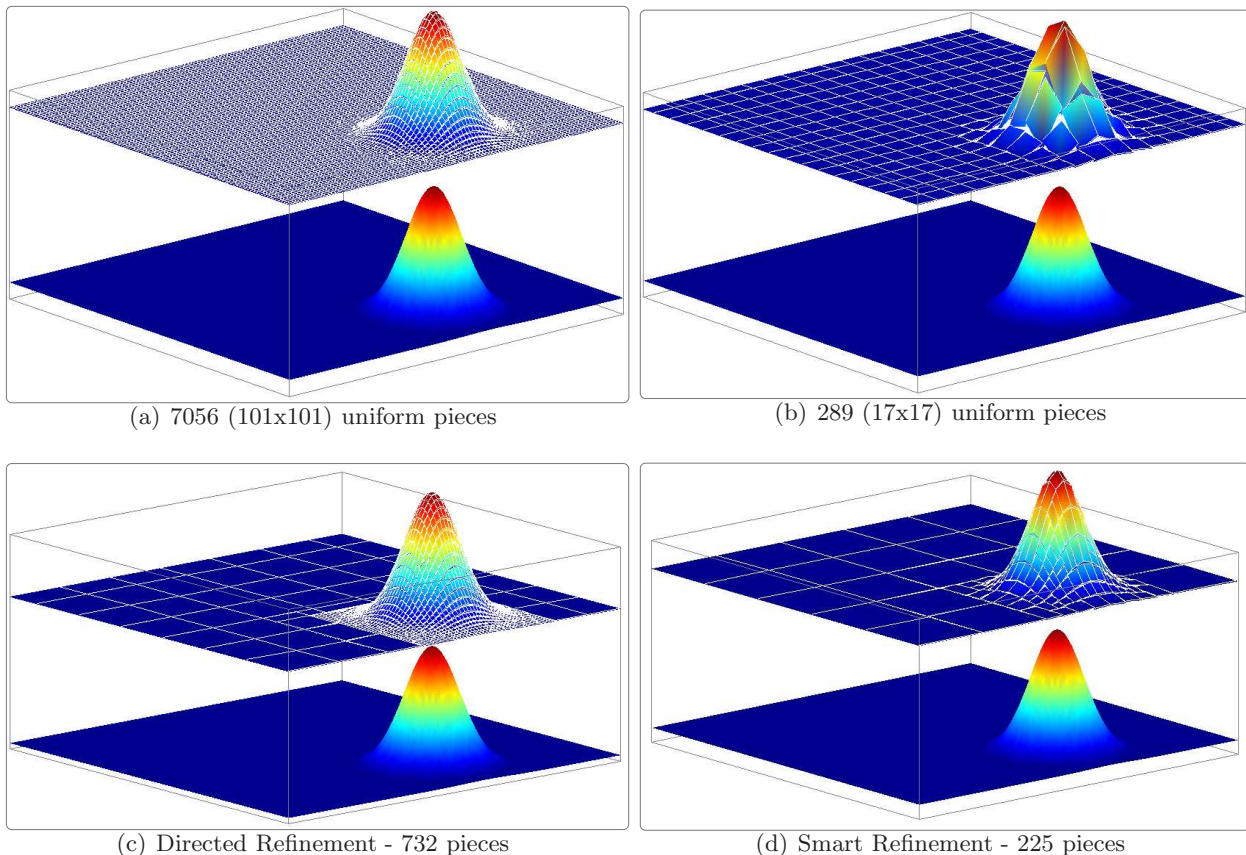 (a) 7056 (101x101) uniform pieces
(b) 289 (17x17) uniform pieces
(c) Directed Refinement - 732 pieces
(d) Smart Refinement - 225 pieces